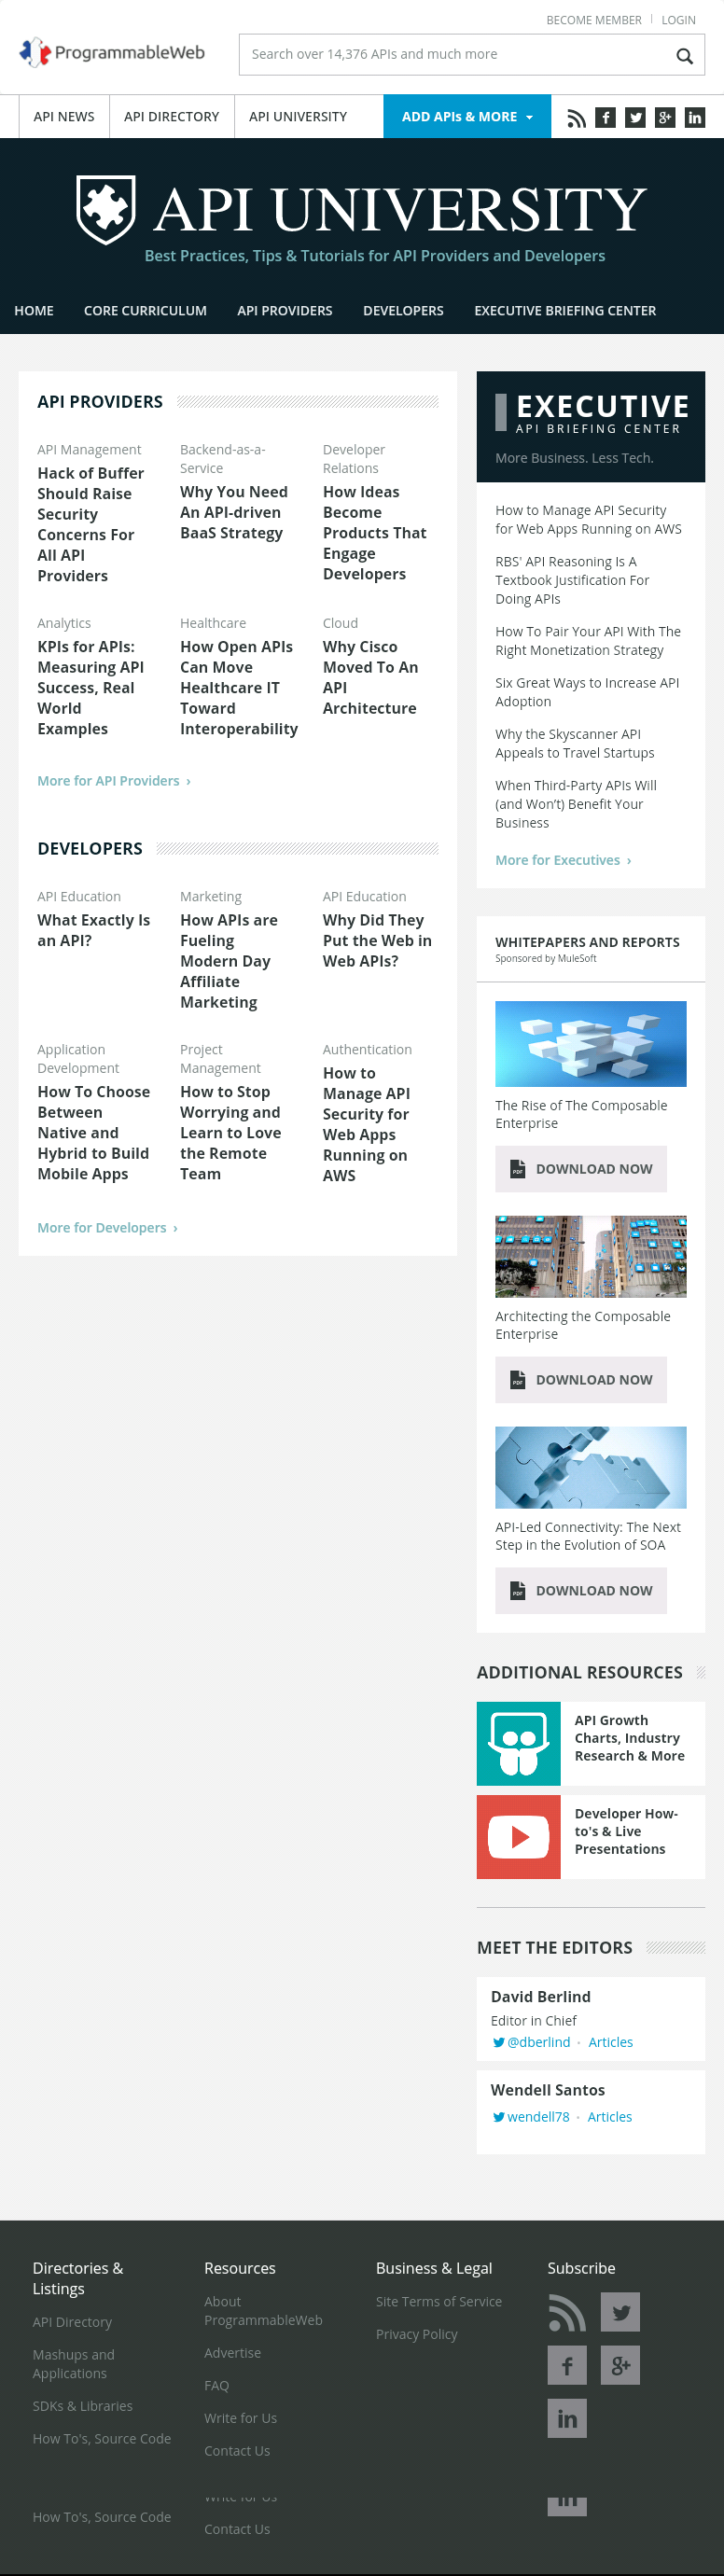 BECOME MEMBER | LOGIN
ProgrammableWeb
Search over 14,376 APIs and much more
API NEWS
API DIRECTORY
API UNIVERSITY
ADD APIs & MORE
API UNIVERSITY
Best Practices, Tips & Tutorials for API Providers and Developers
HOME
CORE CURRICULUM
API PROVIDERS
DEVELOPERS
EXECUTIVE BRIEFING CENTER
API PROVIDERS
API Management
Hack of Buffer
Should Raise
Security
Concerns For
All API
Providers
Backend-as-a-
Service
Why You Need
An API-driven
BaaS Strategy
Developer
Relations
How Ideas
Become
Products That
Engage
Developers
Analytics
KPIs for APIs:
Measuring API
Success, Real
World
Examples
Healthcare
How Open APIs
Can Move
Healthcare IT
Toward
Interoperability
Cloud
Why Cisco
Moved To An
API
Architecture
More for API Providers ›
DEVELOPERS
API Education
What Exactly Is
an API?
Marketing
How APIs are
Fueling
Modern Day
Affiliate
Marketing
API Education
Why Did They
Put the Web in
Web APIs?
Application
Development
How To Choose
Between
Native and
Hybrid to Build
Mobile Apps
Project
Management
How to Stop
Worrying and
Learn to Love
the Remote
Team
Authentication
How to
Manage API
Security for
Web Apps
Running on
AWS
More for Developers ›
EXECUTIVE
API BRIEFING CENTER
More Business. Less Tech.
How to Manage API Security
for Web Apps Running on AWS
RBS' API Reasoning Is A
Textbook Justification For
Doing APIs
How To Pair Your API With The
Right Monetization Strategy
Six Great Ways to Increase API
Adoption
Why the Skyscanner API
Appeals to Travel Startups
When Third-Party APIs Will
(and Won’t) Benefit Your
Business
More for Executives ›
WHITEPAPERS AND REPORTS
Sponsored by MuleSoft
The Rise of The Composable
Enterprise
PDF DOWNLOAD NOW
Architecting the Composable
Enterprise
PDF DOWNLOAD NOW
API-Led Connectivity: The Next
Step in the Evolution of SOA
PDF DOWNLOAD NOW
ADDITIONAL RESOURCES
API Growth
Charts, Industry
Research & More
Developer How-
to's & Live
Presentations
MEET THE EDITORS
David Berlind
Editor in Chief
@dberlind · Articles
Wendell Santos
wendell78 · Articles
Directories &
Listings
API Directory
Mashups and
Applications
SDKs & Libraries
How To's, Source Code
Resources
About
ProgrammableWeb
Advertise
FAQ
Write for Us
Contact Us
Business & Legal
Site Terms of Service
Privacy Policy
Subscribe
How To's, Source Code
Write for Us
Contact Us